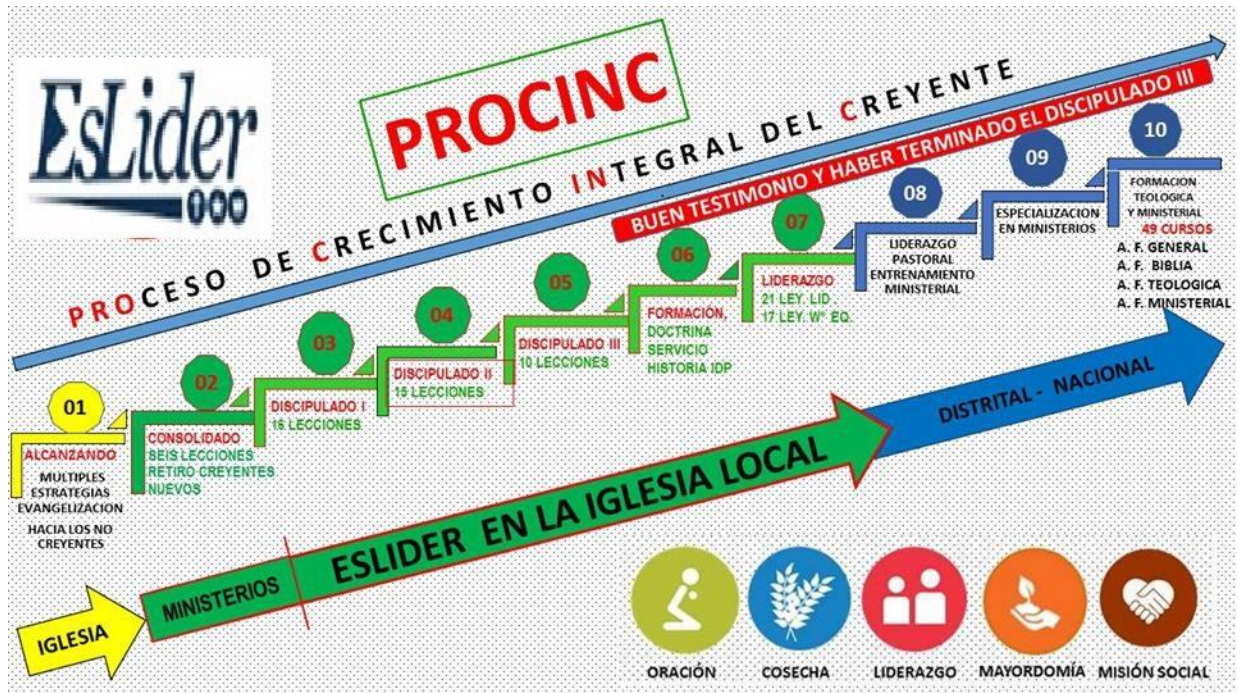 EsLider
PROCINC
PROCESO DE CRECIMIENTO INTEGRAL DEL CREYENTE
BUEN TESTIMONIO Y HABER TERMINADO EL DISCIPULADO III
01
ALCANZANDO
MULTIPLES
ESTRATEGIAS
EVANGELIZACION
HACIA LOS NO
CREYENTES
02
CONSOLIDADO
SEIS LECCIONES
RETIRO CREYENTES
NUEVOS
03
DISCIPULADO I
16 LECCIONES
04
DISCIPULADO II
15 LECCIONES
05
DISCIPULADO III
10 LECCIONES
06
FORMACIÓN,
DOCTRINA
SERVICIO
HISTORIA IDP
07
LIDERAZGO
21 LEY. LID.
17 LEY. W° EQ.
08
LIDERAZGO
PASTORAL
ENTRENAMIENTO
MINISTERIAL
09
ESPECIALIZACION
EN MINISTERIOS
10
FORMACION
TEOLOGICA
Y MINISTERIAL
49 CURSOS
A. F. GENERAL
A. F. BIBLIA
A. F. TEOLOGICA
A. F. MINISTERIAL
IGLESIA
MINISTERIOS
ESLIDER EN LA IGLESIA LOCAL
DISTRITAL - NACIONAL
ORACIÓN
COSECHA
LIDERAZGO
MAYORDOMÍA
MISIÓN SOCIAL